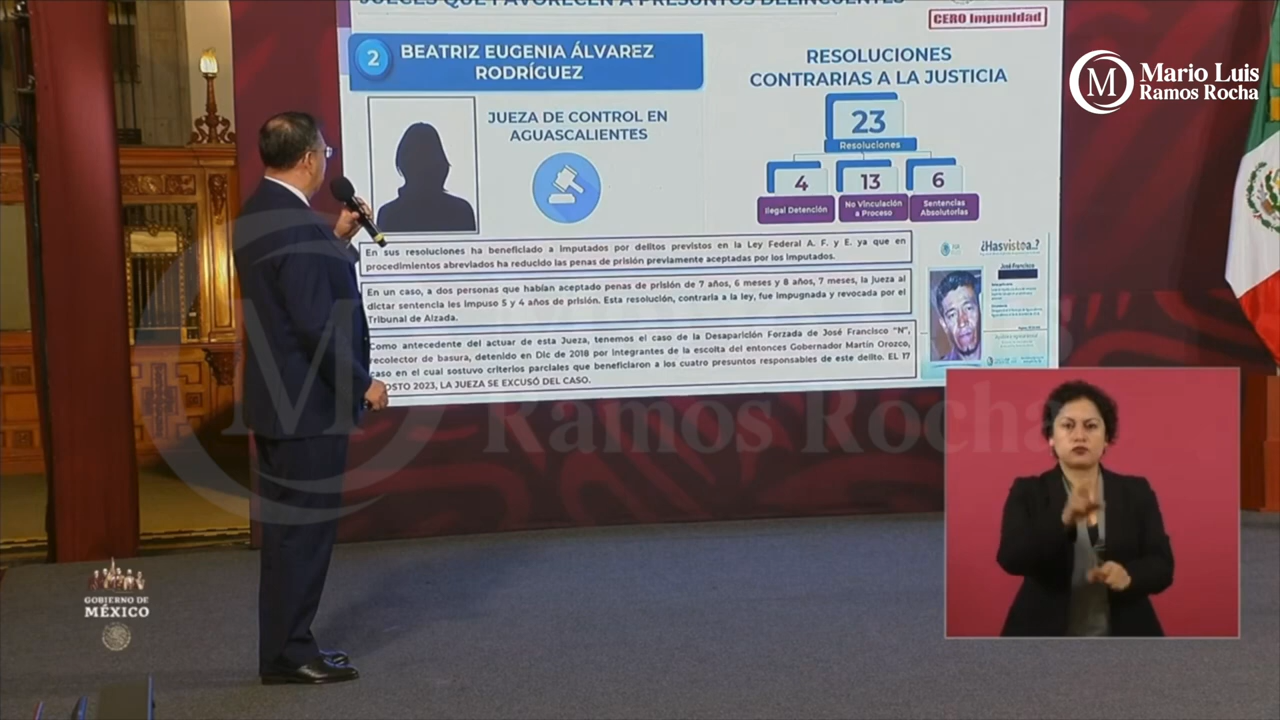 JUECES QUE FAVORECEN A PRESUNTOS DELINCUENTES
CERO Impunidad
2
BEATRIZ EUGENIA ÁLVAREZ
RODRÍGUEZ
JUEZA DE CONTROL EN
AGUASCALIENTES
RESOLUCIONES
CONTRARIAS A LA JUSTICIA
23
Resoluciones
4
Ilegal Detención
13
No Vinculación
a Proceso
6
Sentencias
Absolutorias
En sus resoluciones ha beneficiado a imputados por delitos previstos en la Ley Federal A. F. y E. ya que en
procedimientos abreviados ha reducido las penas de prisión previamente aceptadas por los imputados.
En un caso, a dos personas que habían aceptado penas de prisión de 7 años, 6 meses y 8 años, 7 meses, la jueza al
dictar sentencia les impuso 5 y 4 años de prisión. Esta resolución, contraria a la ley, fue impugnada y revocada por el
Tribunal de Alzada.
Como antecedente del actuar de esta Jueza, tenemos el caso de la Desaparición Forzada de José Francisco “N”,
recolector de basura, detenido en Dic de 2018 por integrantes de la escolta del entonces Gobernador Martín Orozco,
caso en el cual sostuvo criterios parciales que beneficiaron a los cuatro presuntos responsables de este delito. EL 17
OSTO 2023, LA JUEZA SE EXCUSÓ DEL CASO.
¿Hasvistoa..?
José Francisco
M Mario Luis
Ramos Rocha
M
Ramos Rocha
GOBIERNO DE
MÉXICO